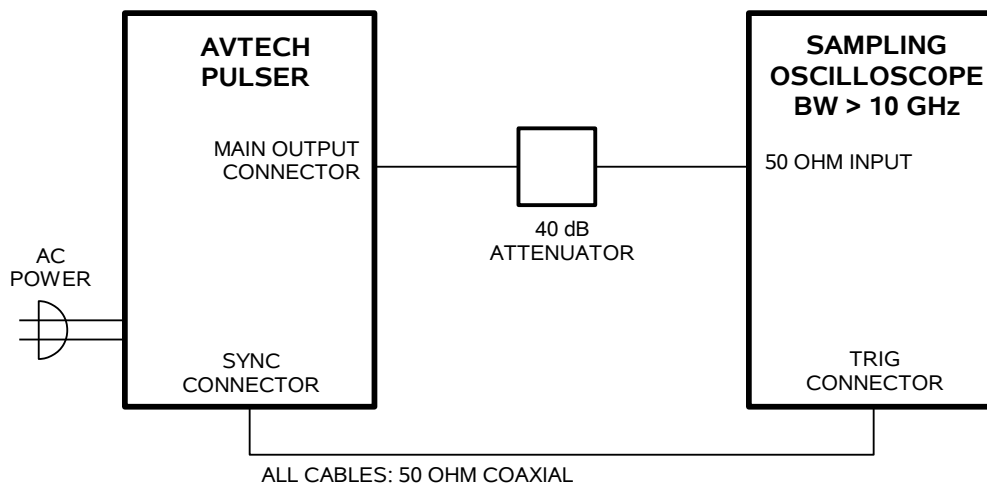 AVTECH
PULSER
MAIN OUTPUT
CONNECTOR
SYNC
CONNECTOR
AC
POWER
40 dB
ATTENUATOR
SAMPLING
OSCILLOSCOPE
BW > 10 GHz
50 OHM INPUT
TRIG
CONNECTOR
ALL CABLES: 50 OHM COAXIAL